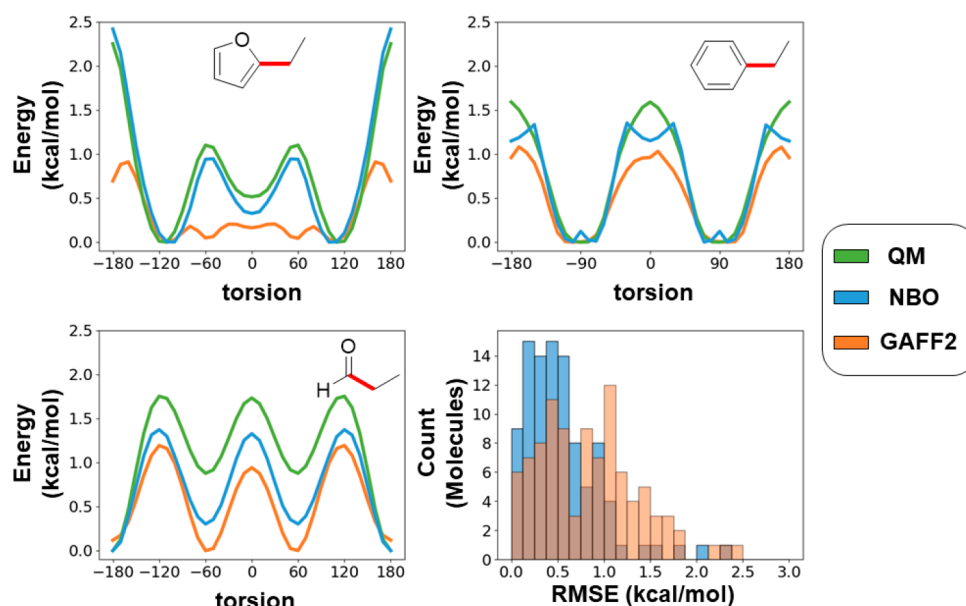 2.5
2.0
1.5
1.0
0.5
0.0
Energy
(kcal/mol)
O
−180 −120 −60 0 60 120 180
torsion
2.5
2.0
1.5
1.0
0.5
0.0
Energy
(kcal/mol)
−180 −90 0 90 180
torsion
QM
NBO
GAFF2
2.5
2.0
1.5
1.0
0.5
0.0
Energy
(kcal/mol)
O
H
−180 −120 −60 0 60 120 180
torsion
14
12
10
8
6
4
2
0
Count
(Molecules)
0.0 0.5 1.0 1.5 2.0 2.5 3.0
RMSE (kcal/mol)